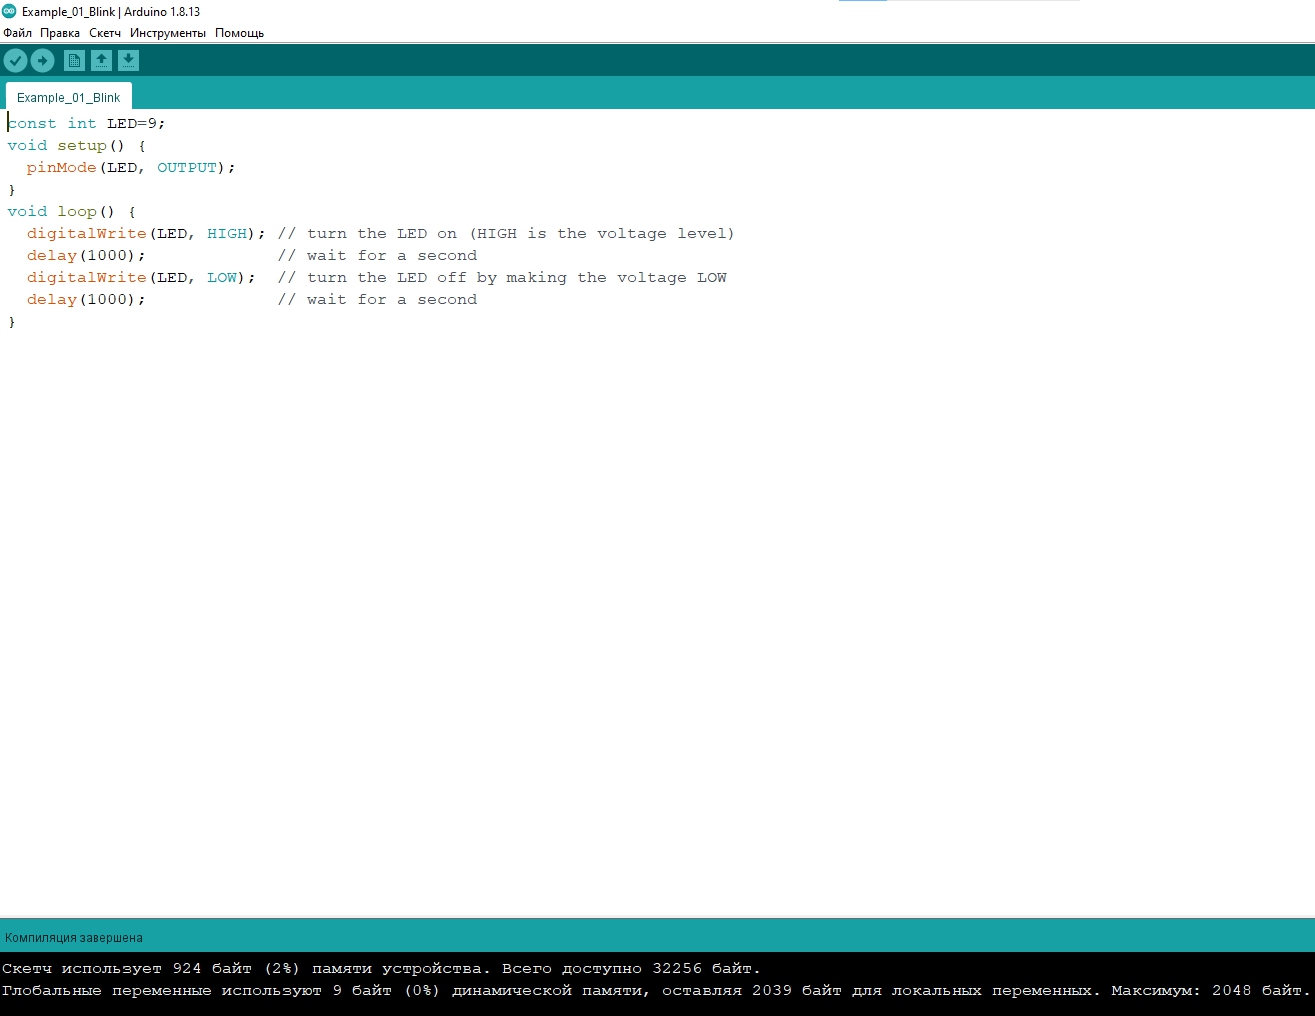 Example_01_Blink | Arduino 1.8.13
Файл Правка Скетч Инструменты Помощь
Example_01_Blink
const int LED=9;
void setup() {
  pinMode(LED, OUTPUT);
}
void loop() {
  digitalWrite(LED, HIGH); // turn the LED on (HIGH is the voltage level)
  delay(1000);             // wait for a second
  digitalWrite(LED, LOW);  // turn the LED off by making the voltage LOW
  delay(1000);             // wait for a second
}
Компиляция завершена
Скетч использует 924 байт (2%) памяти устройства. Всего доступно 32256 байт.
Глобальные переменные используют 9 байт (0%) динамической памяти, оставляя 2039 байт для локальных переменных. Максимум: 2048 байт.